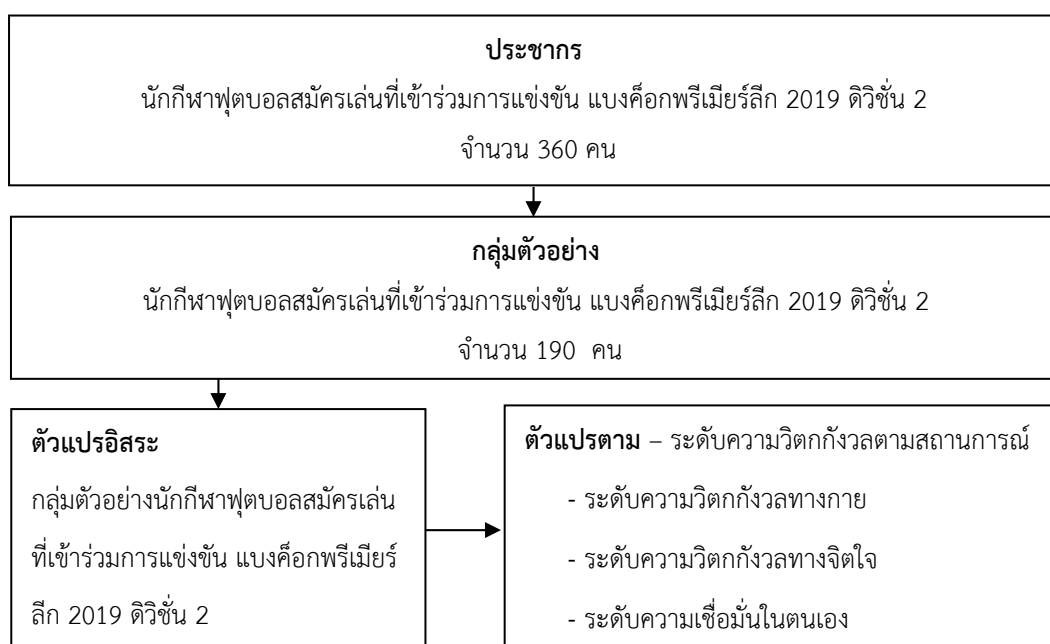 ประชากร
นักกีฬาฟุตบอลสมัครเล่นที่เข้าร่วมการแข่งขัน แบงค็อกพรีเมียร์ลีก 2019 ดิวิชั่น 2
จำนวน 360 คน
กลุ่มตัวอย่าง
นักกีฬาฟุตบอลสมัครเล่นที่เข้าร่วมการแข่งขัน แบงค็อกพรีเมียร์ลีก 2019 ดิวิชั่น 2
จำนวน 190 คน
ตัวแปรอิสระ
กลุ่มตัวอย่างนักกีฬาฟุตบอลสมัครเล่น
ที่เข้าร่วมการแข่งขัน แบงค็อกพรีเมียร์
ลีก 2019 ดิวิชั่น 2
ตัวแปรตาม – ระดับความวิตกกังวลตามสถานการณ์
- ระดับความวิตกกังวลทางกาย
- ระดับความวิตกกังวลทางจิตใจ
- ระดับความเชื่อมั่นในตนเอง